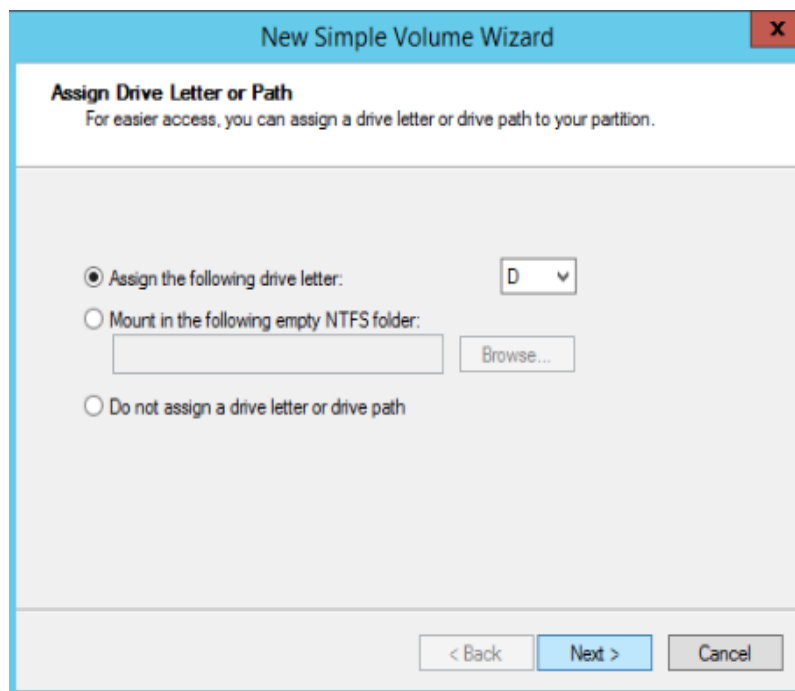 New Simple Volume Wizard
x
Assign Drive Letter or Path
For easier access, you can assign a drive letter or drive path to your partition.
Assign the following drive letter: D
Mount in the following empty NTFS folder:
Browse...
Do not assign a drive letter or drive path
< Back Next > Cancel